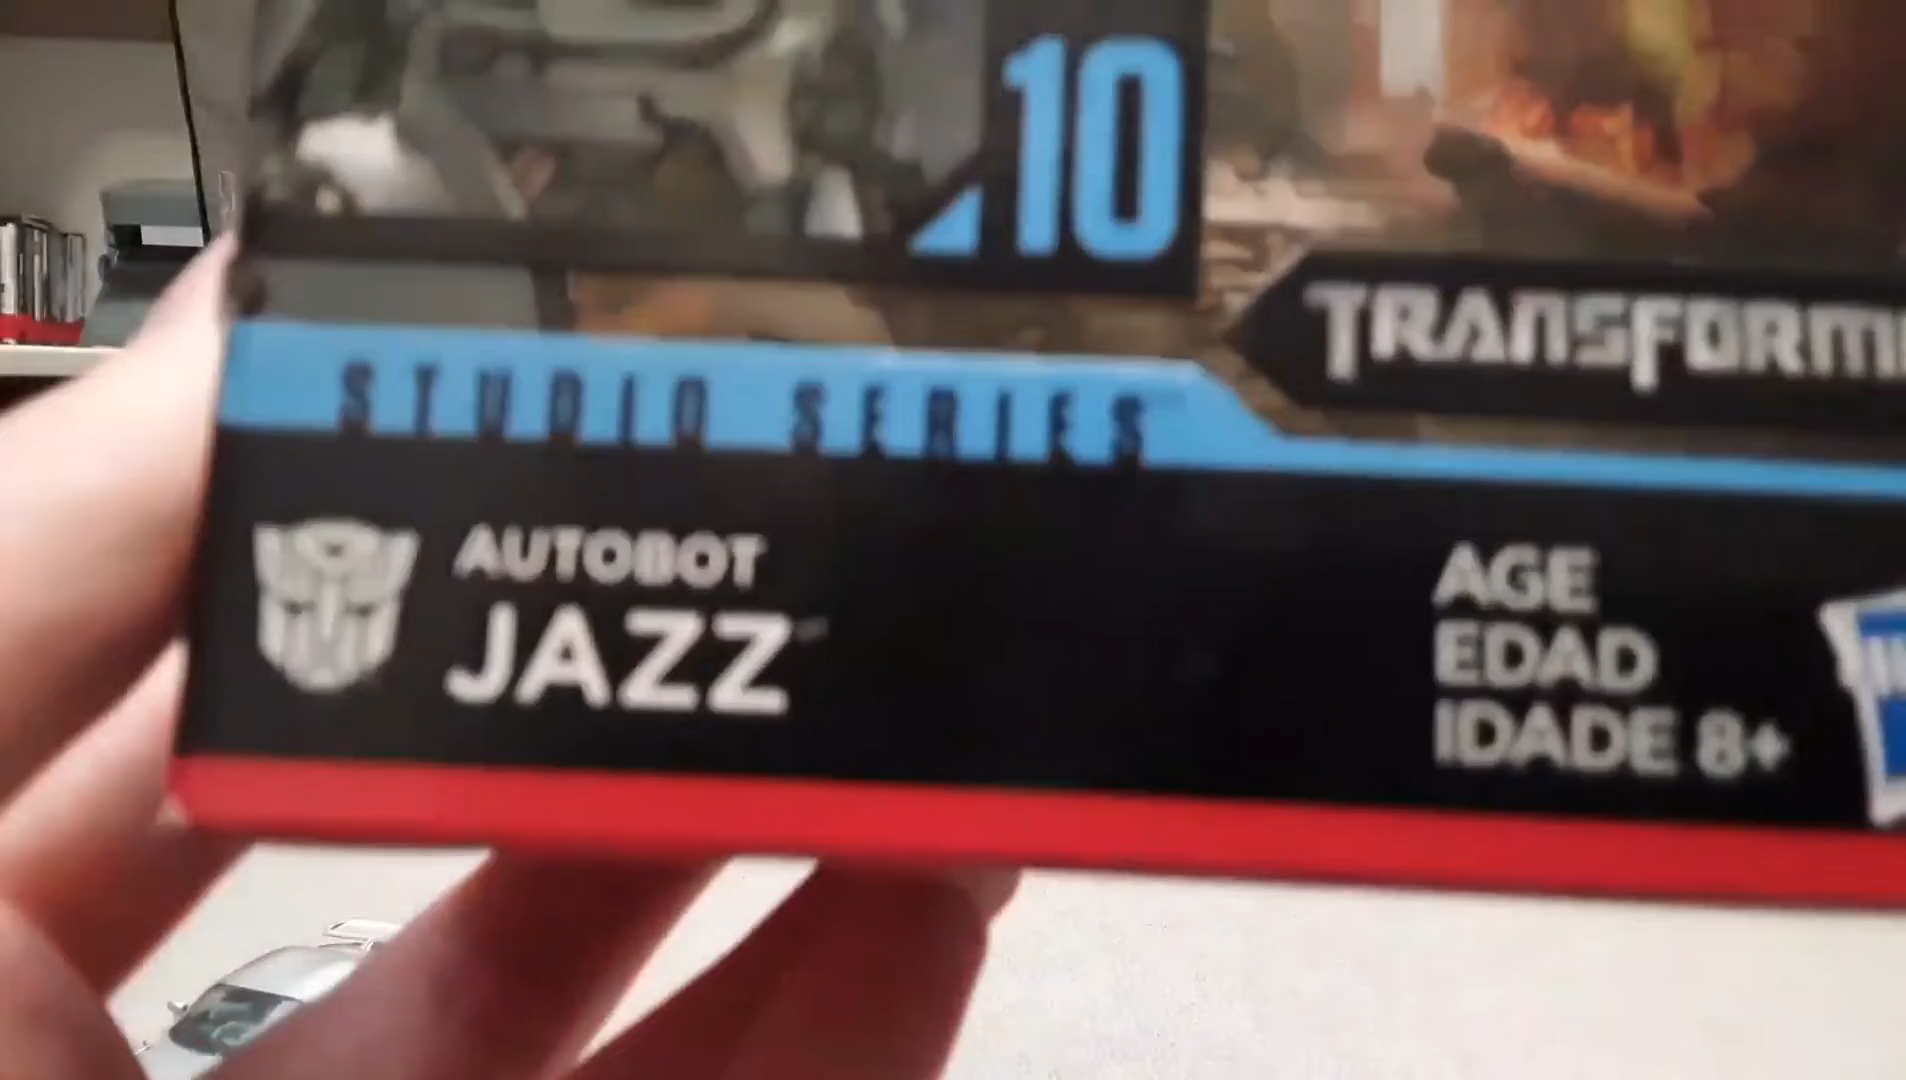 10
TRANSFORM
STUDIO SERIES
AUTOBOT
JAZZ
AGE
EDAD
IDADE 8+